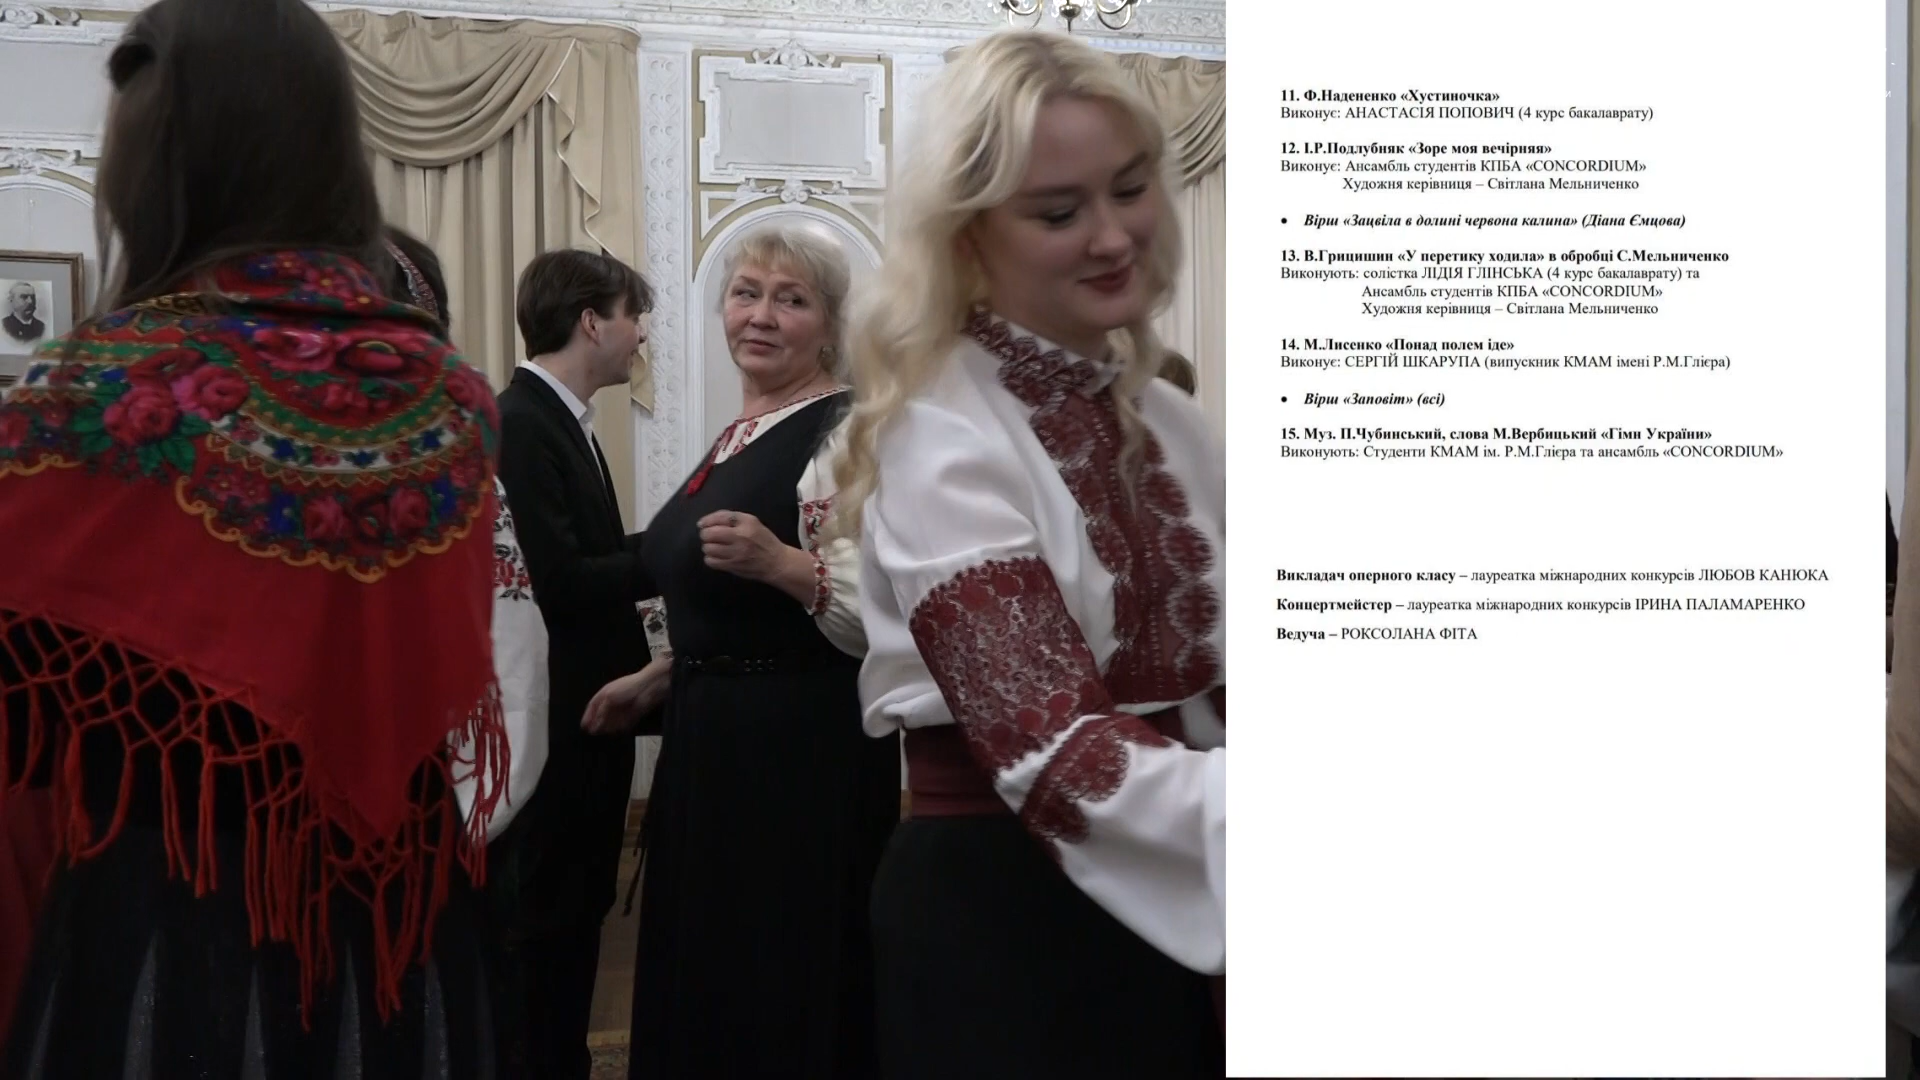 11. Ф.Надененко «Хустиночка»
Виконує: АНАСТАСІЯ ПОПОВИЧ (4 курс бакалаврату)
12. І.Р.Подлубняк «Зоре моя вечірняя»
Виконує: Ансамбль студентів КПБА «CONCORDIUM»
Художня керівниця – Світлана Мельниченко
• Вірш «Зацвіла в долині червона калина» (Діана Ємцова)
13. В.Грицишин «У перетику ходила» в обробці С.Мельниченко
Виконують: солістка ЛІДІЯ ГЛІНСЬКА (4 курс бакалаврату) та
Ансамбль студентів КПБА «CONCORDIUM»
Художня керівниця – Світлана Мельниченко
14. М.Лисенко «Понад полем іде»
Виконує: СЕРГІЙ ШКАРУПА (випускник КМАМ імені Р.М.Глієра)
• Вірш «Заповіт» (всі)
15. Муз. П.Чубинський, слова М.Вербицький «Гімн України»
Виконують: Студенти КМАМ ім. Р.М.Глієра та ансамбль «CONCORDIUM»
Викладач оперного класу – лауреатка міжнародних конкурсів ЛЮБОВ КАНЮКА
Концертмейстер – лауреатка міжнародних конкурсів ІРИНА ПАЛАМАРЕНКО
Ведуча – РОКСОЛАНА ФІТА